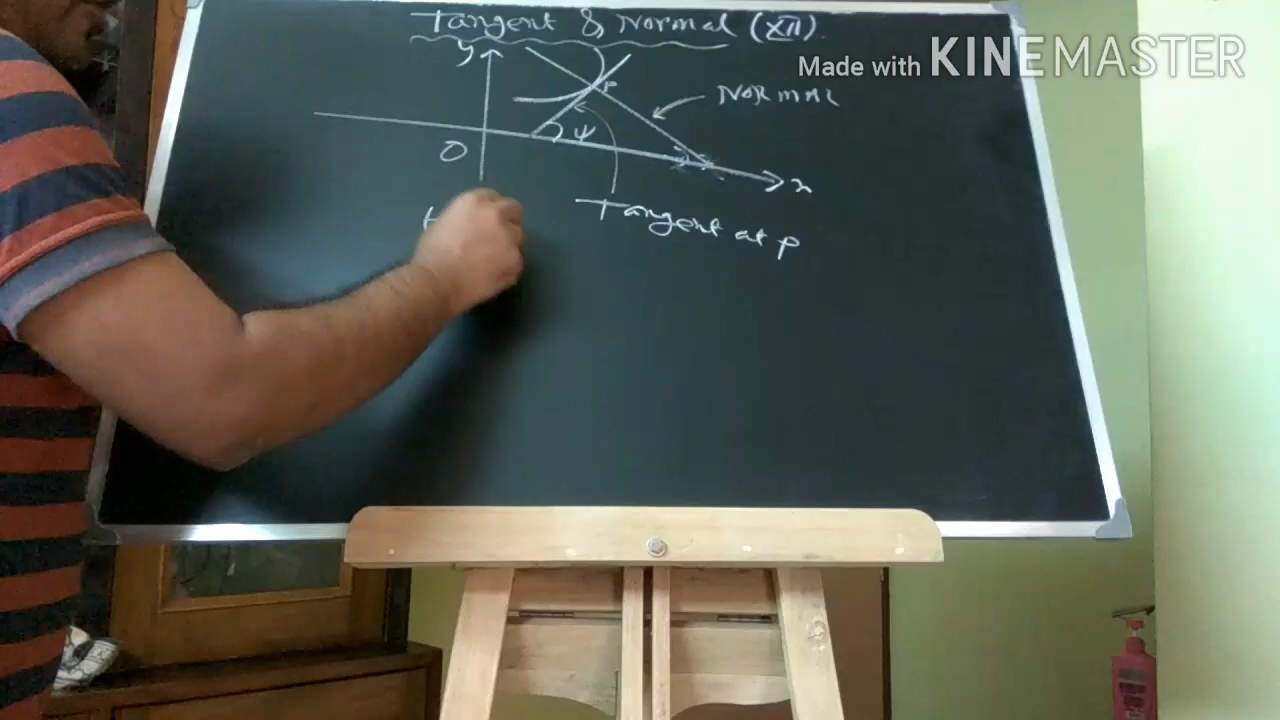 Tangent & Normal (XII)
Made with KINEMASTER
y
P
NORMAL
ψ
O
x
Tangent at p
t